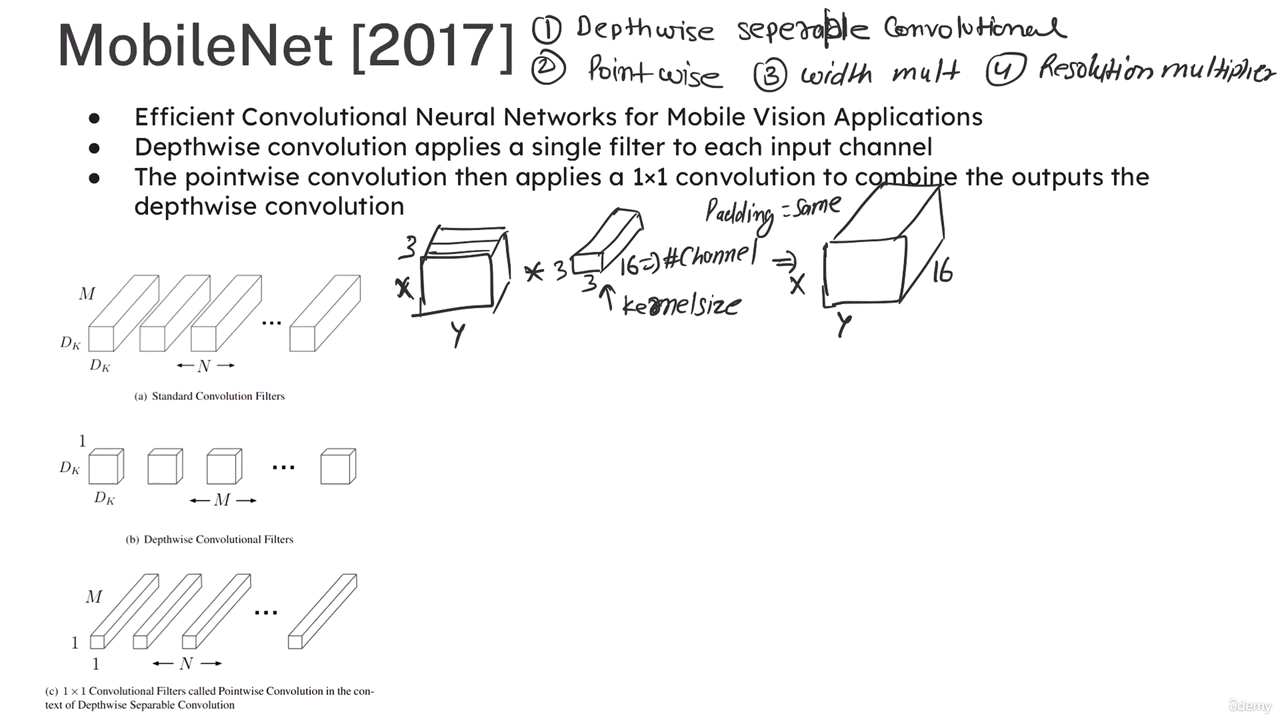 MobileNet [2017]
① Depthwise seperable Convolutional
② Pointwise ③ width mult ④ Resolution multiplier
● Efficient Convolutional Neural Networks for Mobile Vision Applications
● Depthwise convolution applies a single filter to each input channel
● The pointwise convolution then applies a 1×1 convolution to combine the outputs the
depthwise convolution
Padding = same
3
X
Y
* 3
3
16 => #Channel
↑ kernel size
=>
X
Y
16
M
D_K
D_K
← N →
...
(a) Standard Convolution Filters
1
D_K
D_K
← M →
...
(b) Depthwise Convolutional Filters
M
1
1
← N →
...
(c) 1 × 1 Convolutional Filters called Pointwise Convolution in the con-
text of Depthwise Separable Convolution
ûdemy